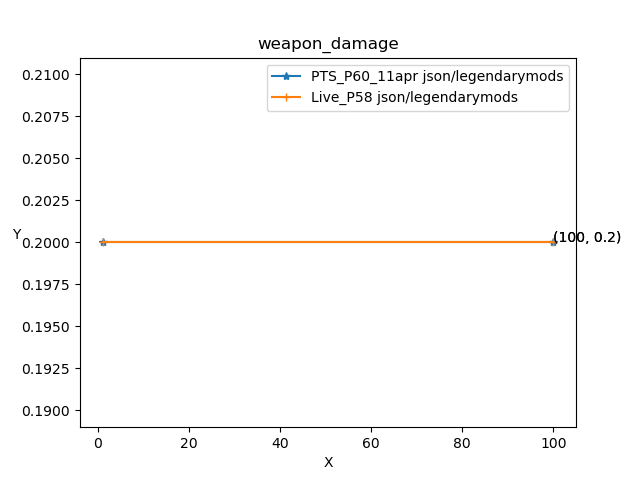 weapon_damage
PTS_P60_11apr json/legendarymods
Live_P58 json/legendarymods
0.2100
0.2075
0.2050
0.2025
Y
0.2000
(100, 0.2)
0.1975
0.1950
0.1925
0.1900
0 20 40 60 80 100
X